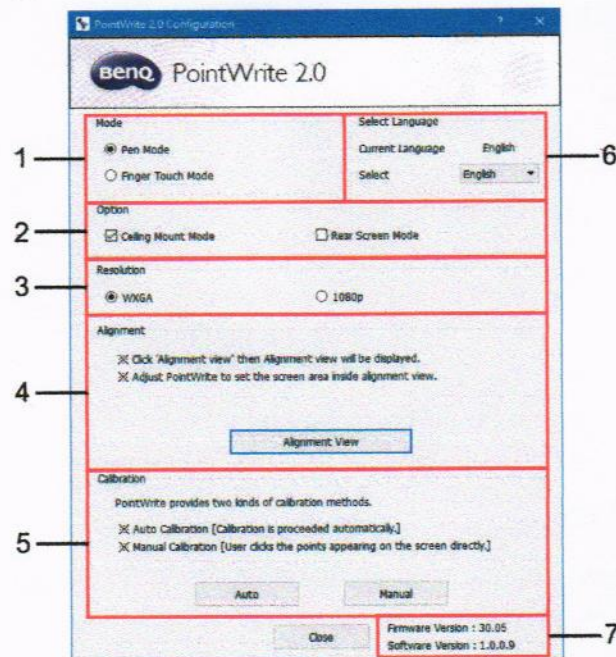 PointWrite 2.0 Configuration ? ×
BenQ PointWrite 2.0
Mode
Pen Mode
Finger Touch Mode
Select Language
Current Language English
Select English
Option
Ceiling Mount Mode Rear Screen Mode
Resolution
WXGA 1080p
Alignment
※ Click 'Alignment view' then Alignment view will be displayed.
※ Adjust PointWrite to set the screen area inside alignment view.
Alignment View
Calibration
PointWrite provides two kinds of calibration methods.
※ Auto Calibration [Calibration is proceeded automatically.]
※ Manual Calibration [User clicks the points appearing on the screen directly.]
Auto Manual
Close
Firmware Version : 30.05
Software Version : 1.0.0.9
1
2
3
4
5
6
7